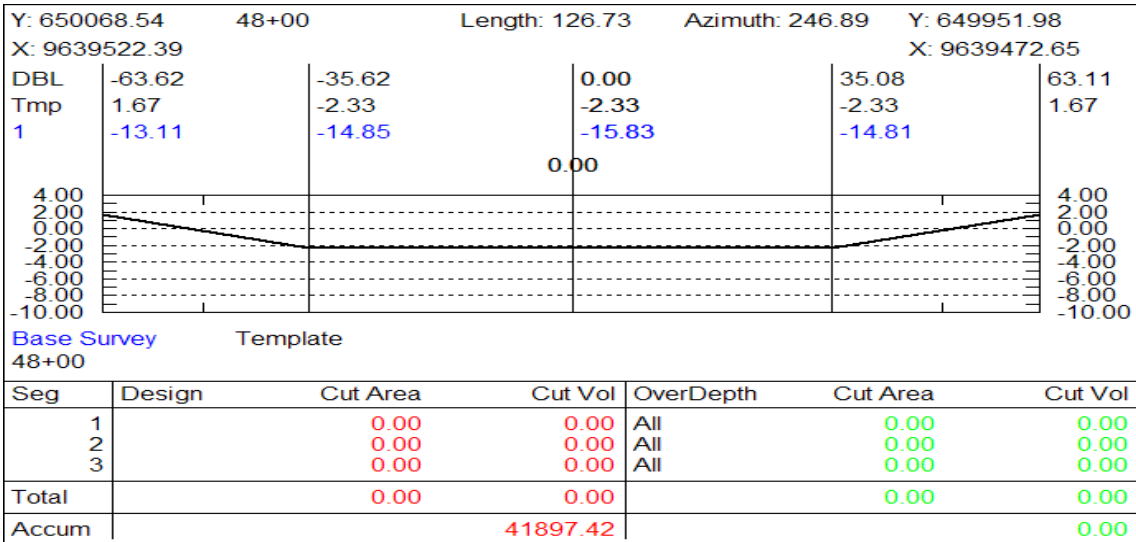 Y: 650068.54 48+00 Length: 126.73 Azimuth: 246.89 Y: 649951.98
X: 9639522.39 X: 9639472.65
DBL -63.62 -35.62 0.00 35.08 63.11
Tmp 1.67 -2.33 -2.33 -2.33 1.67
1 -13.11 -14.85 -15.83 -14.81
0.00
4.00 4.00
2.00 2.00
0.00 0.00
-2.00 -2.00
-4.00 -4.00
-6.00 -6.00
-8.00 -8.00
-10.00 -10.00
Base Survey Template
48+00
Seg Design Cut Area Cut Vol OverDepth Cut Area Cut Vol
1 0.00 0.00 All 0.00 0.00
2 0.00 0.00 All 0.00 0.00
3 0.00 0.00 All 0.00 0.00
Total 0.00 0.00 0.00 0.00
Accum 41897.42 0.00